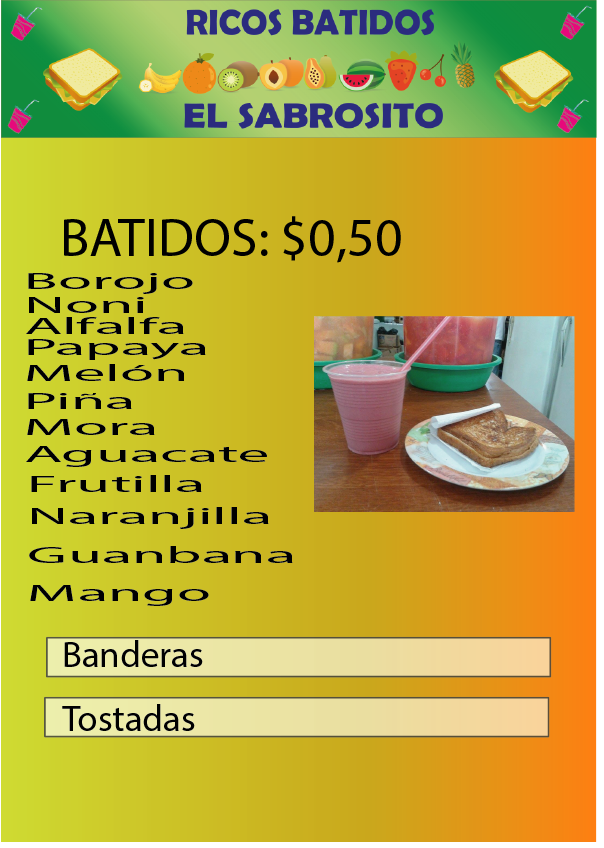 RICOS BATIDOS
EL SABROSITO
BATIDOS: $0,50
Borojo
Noni
Alfalfa
Papaya
Melón
Piña
Mora
Aguacate
Frutilla
Naranjilla
Guanbana
Mango
Banderas
Tostadas